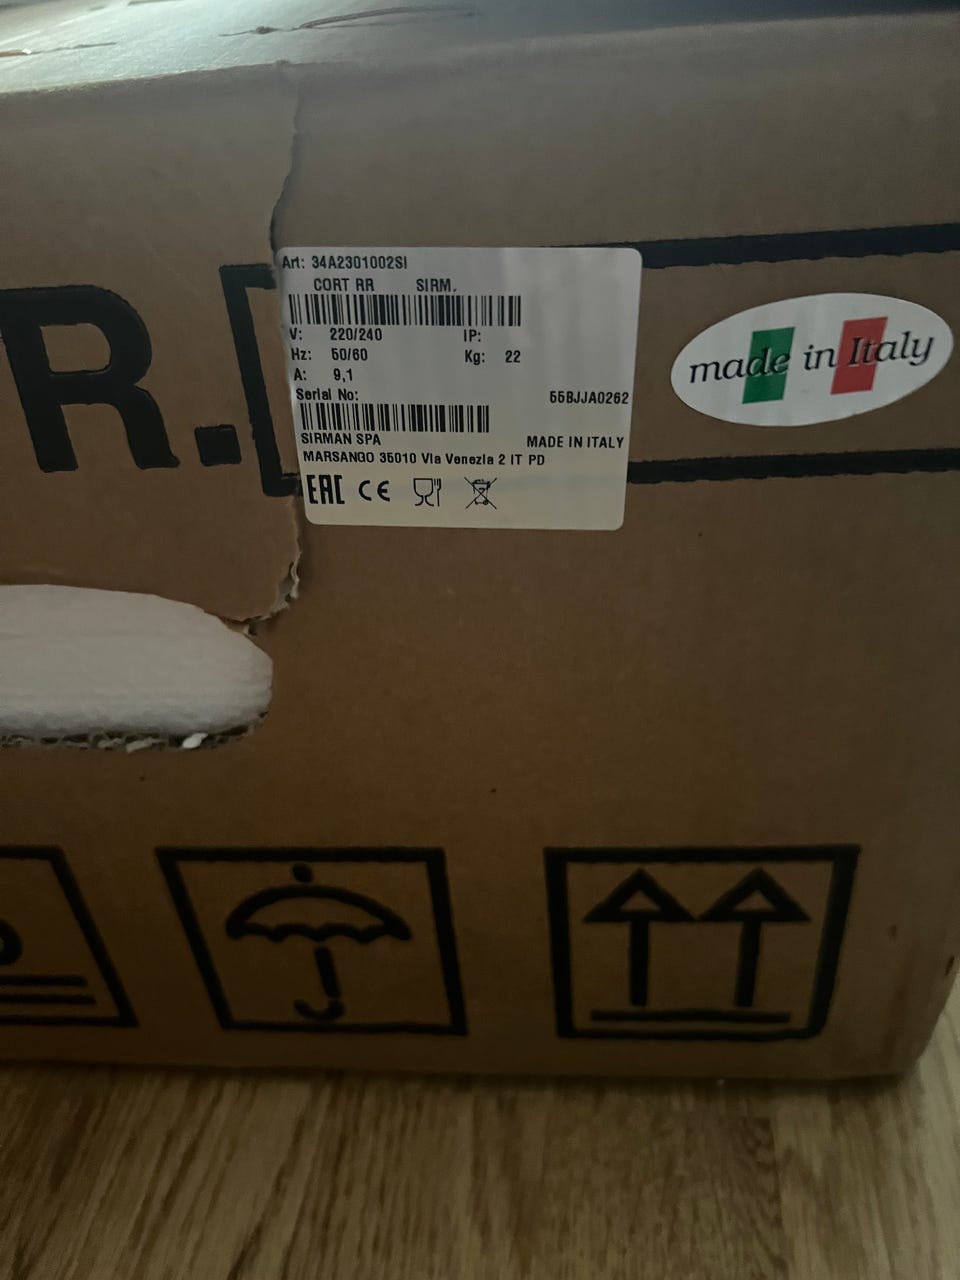 R.[
Art: 34A2301002SI
CORT RR SIRM.
V: 220/240 IP:
Hz: 50/60 Kg: 22
A: 9,1
Serial No: 55BJJA0262
SIRMAN SPA MADE IN ITALY
MARSANGO 35010 Via Venezia 2 IT PD
EAC CE
made in Italy